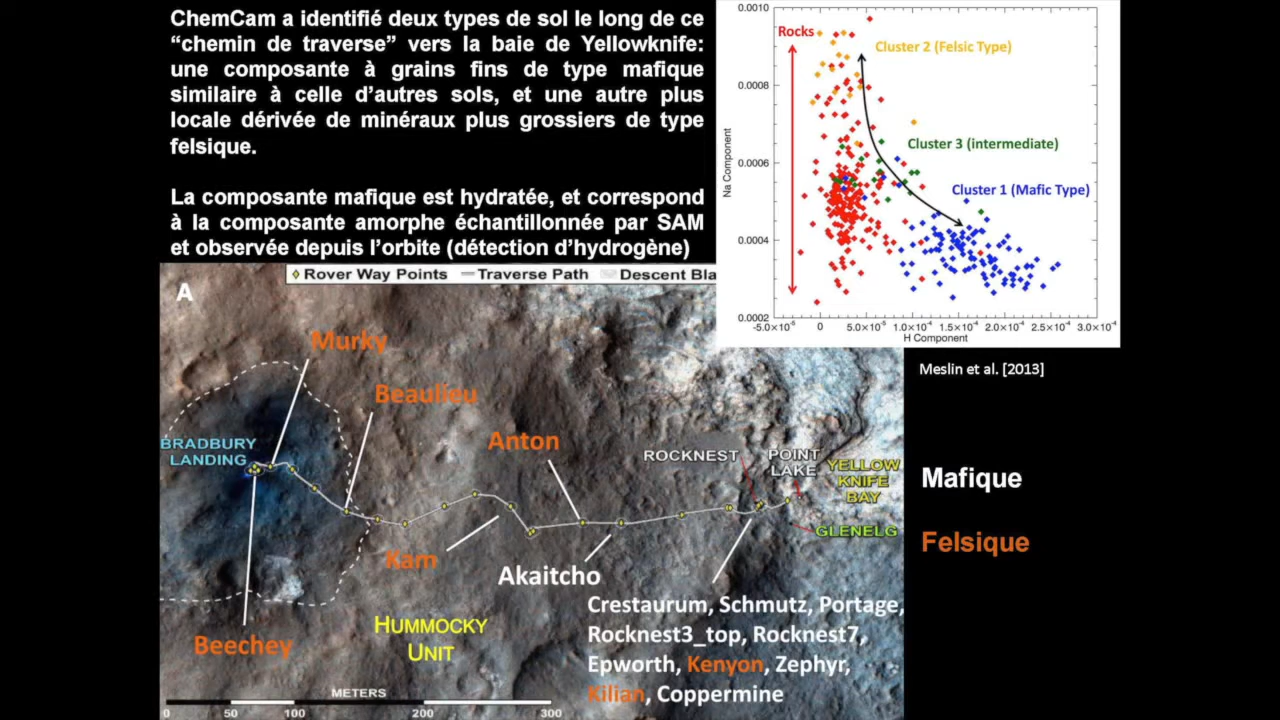 ChemCam a identifié deux types de sol le long de ce
“chemin de traverse” vers la baie de Yellowknife:
une composante à grains fins de type mafique
similaire à celle d’autres sols, et une autre plus
locale dérivée de minéraux plus grossiers de type
felsique.
La composante mafique est hydratée, et correspond
à la composante amorphe échantillonnée par SAM
et observée depuis l’orbite (détection d’hydrogène)
0.0010
0.0008
0.0006
0.0004
0.0002
Na Component
Rocks
Cluster 2 (Felsic Type)
Cluster 3 (intermediate)
Cluster 1 (Mafic Type)
-5.0×10⁻⁵ 0 5.0×10⁻⁵ 1.0×10⁻⁴ 1.5×10⁻⁴ 2.0×10⁻⁴ 2.5×10⁻⁴ 3.0×10⁻⁴
H Component
Meslin et al. [2013]
Rover Way Points Traverse Path Descent Bla
A
Murky
Beaulieu
Anton
BRADBURY
LANDING
ROCKNEST
POINT
LAKE
YELLOW
KNIFE
BAY
GLENELG
Kam
Akaitcho
Beechey
HUMMOCKY
UNIT
Crestaurum, Schmutz, Portage,
Rocknest3_top, Rocknest7,
Epworth, Kenyon, Zephyr,
Kilian, Coppermine
METERS
0 50 100 200 300
Mafique
Felsique